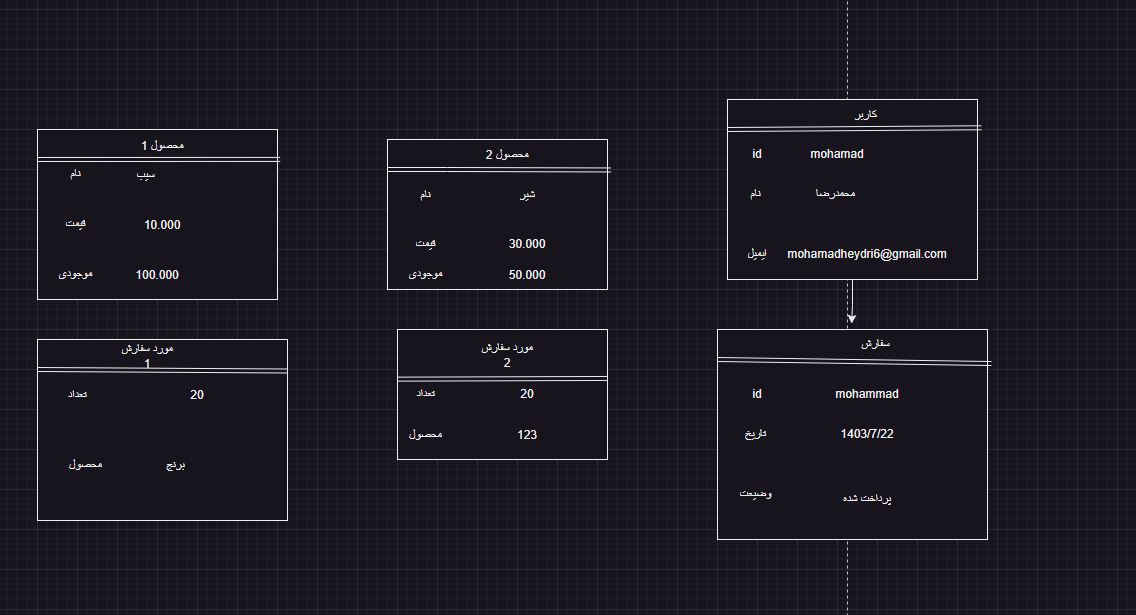 محصول 1
نام سیب
قیمت 10.000
موجودی 100.000
محصول 2
نام شیر
قیمت 30.000
موجودی 50.000
کاربر
id mohamad
نام محمدرضا
ایمیل mohamadheydri6@gmail.com
مورد سفارش
1
تعداد 20
محصول برنج
مورد سفارش
2
تعداد 20
محصول 123
سفارش
id mohammad
تاریخ 1403/7/22
وضیعت پرداخت شده